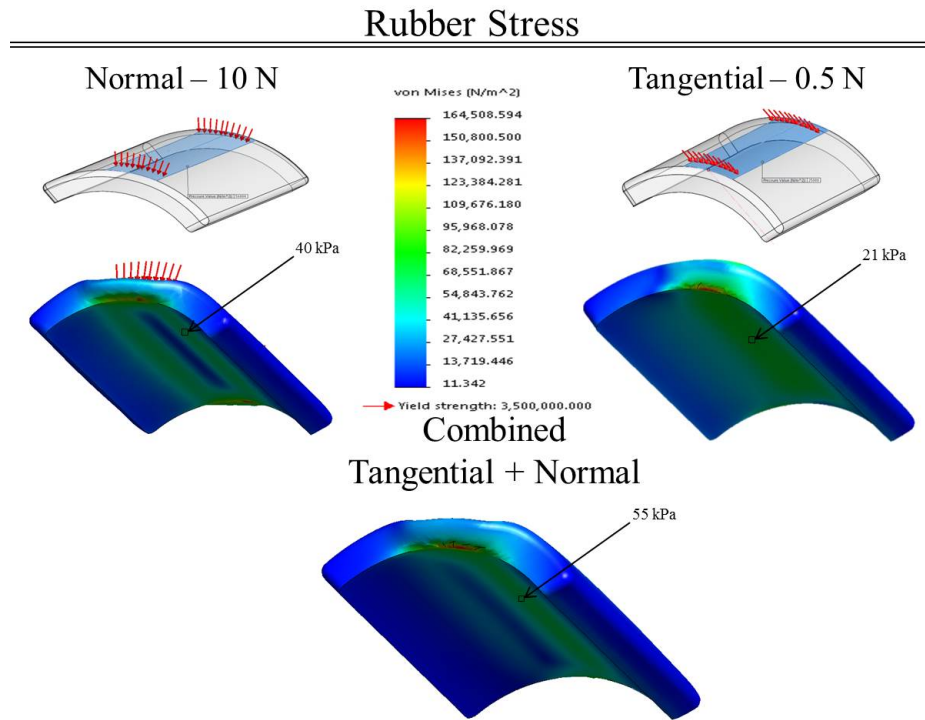 Rubber Stress
Normal – 10 N
Tangential – 0.5 N
von Mises (N/m^2)
164,508.594
150,800.500
137,092.391
123,384.281
109,676.180
95,968.078
82,259.969
68,551.867
54,843.762
41,135.656
27,427.551
13,719.446
11.342
Yield strength: 3,500,000.000
40 kPa
21 kPa
Combined
Tangential + Normal
55 kPa